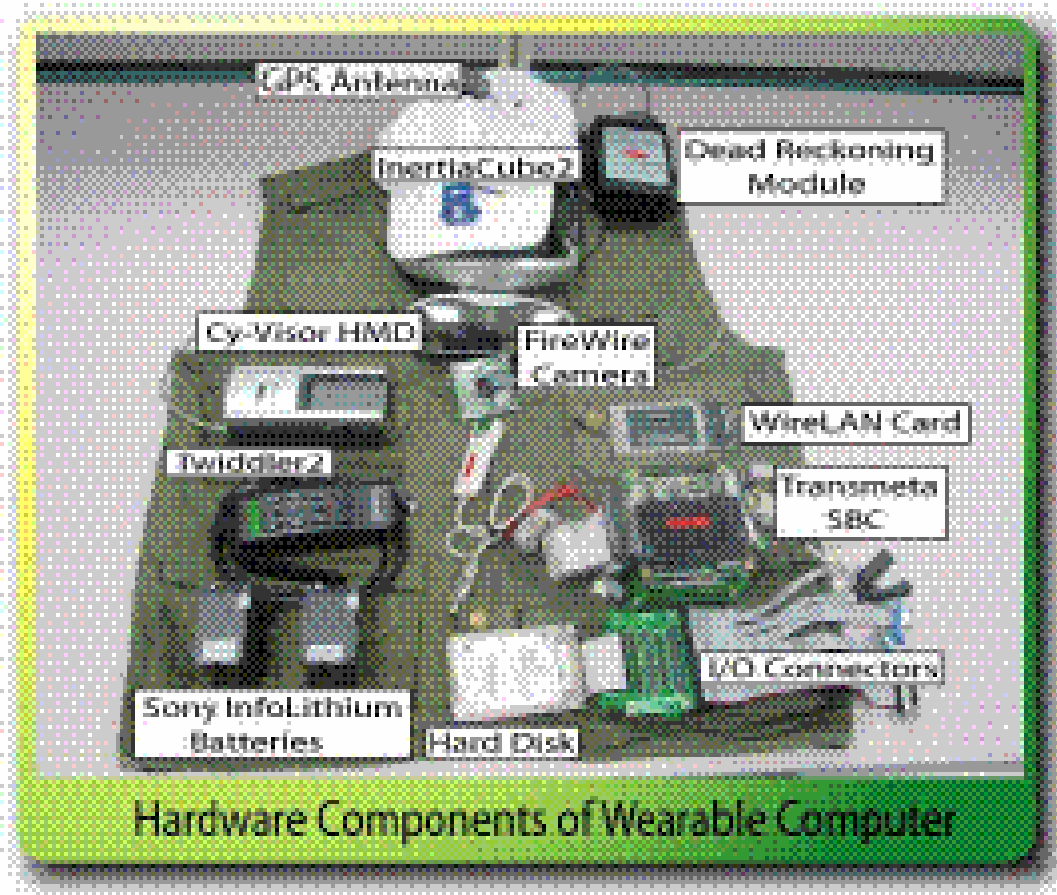 GPS Antenna
InertiaCube2
Dead Reckoning
Module
Cy-Visor HMD
FireWire
Camera
WireLAN Card
Twiddler2
Transmeta
SBC
I/O Connectors
Sony InfoLithium
Batteries
Hard Disk
Hardware Components of Wearable Computer